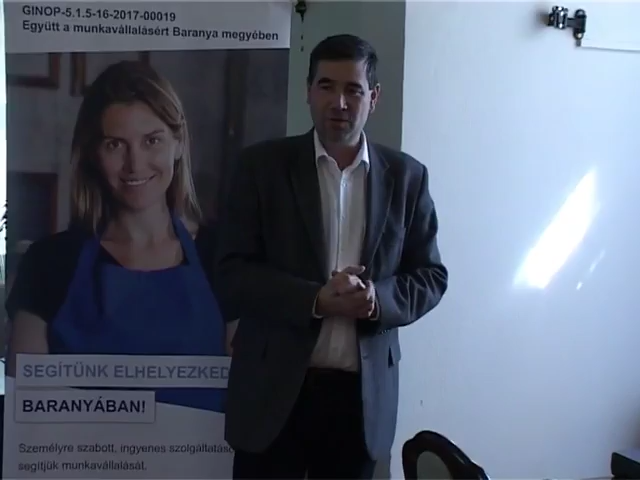 GINOP-5.1.5-16-2017-00019
Együtt a munkavállalásért Baranya megyében
SEGÍTÜNK ELHELYEZKED
BARANYÁBAN!
Személyre szabott, ingyenes szolgáltatás
segítjük munkavállalását.